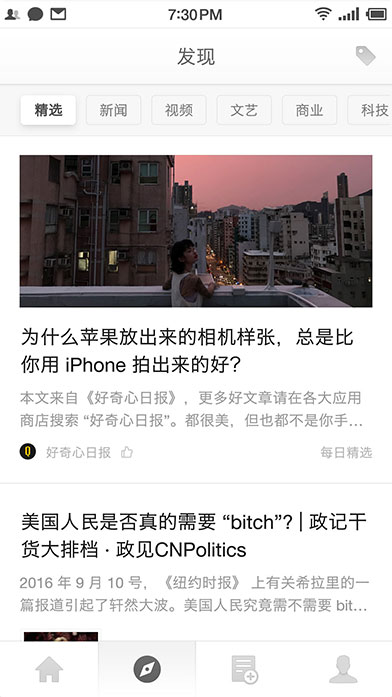 7:30PM
发现
精选 新闻 视频 文艺 商业 科技
为什么苹果放出来的相机样张，总是比
你用 iPhone 拍出来的好？
本文来自《好奇心日报》，更多好文章请在各大应用
商店搜索 “好奇心日报”。都很美，但也都不是你手…
好奇心日报 每日精选
美国人民是否真的需要 “bitch”? | 政记干
货大排档 · 政见CNPolitics
2016 年 9 月 10 号，《纽约时报》 上有关希拉里的一
篇报道引起了轩然大波。美国人民究竟需不需要 bit…